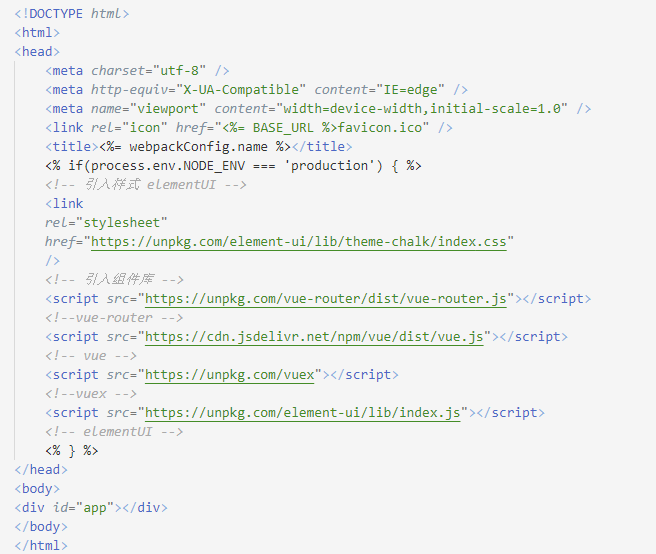 <!DOCTYPE html>
<html>
<head>
<meta charset="utf-8" />
<meta http-equiv="X-UA-Compatible" content="IE=edge" />
<meta name="viewport" content="width=device-width,initial-scale=1.0" />
<link rel="icon" href="<%= BASE_URL %>favicon.ico" />
<title><%= webpackConfig.name %></title>
<% if(process.env.NODE_ENV === 'production') { %>
<!-- 引入样式 elementUI -->
<link
rel="stylesheet"
href="https://unpkg.com/element-ui/lib/theme-chalk/index.css"
/>
<!-- 引入组件库 -->
<script src="https://unpkg.com/vue-router/dist/vue-router.js"></script>
<!--vue-router -->
<script src="https://cdn.jsdelivr.net/npm/vue/dist/vue.js"></script>
<!-- vue -->
<script src="https://unpkg.com/vuex"></script>
<!--vuex -->
<script src="https://unpkg.com/element-ui/lib/index.js"></script>
<!-- elementUI -->
<% } %>
</head>
<body>
<div id="app"></div>
</body>
</html>